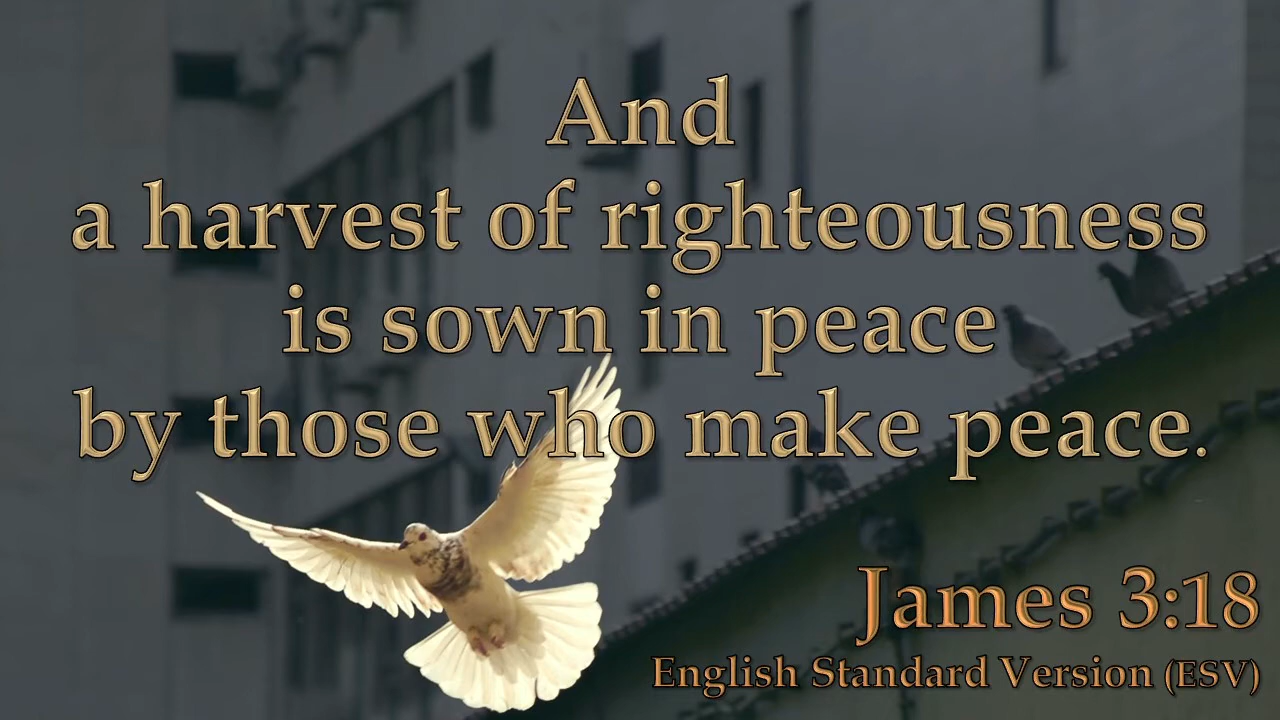 And
a harvest of righteousness
is sown in peace
by those who make peace.
James 3:18
English Standard Version (ESV)